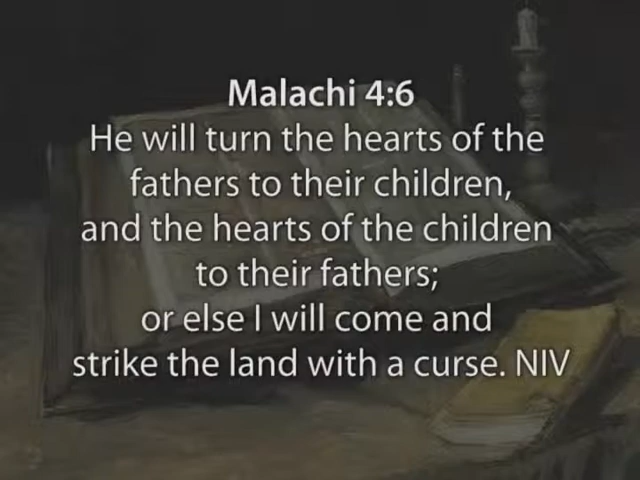 Malachi 4:6
He will turn the hearts of the
fathers to their children,
and the hearts of the children
to their fathers;
or else I will come and
strike the land with a curse. NIV